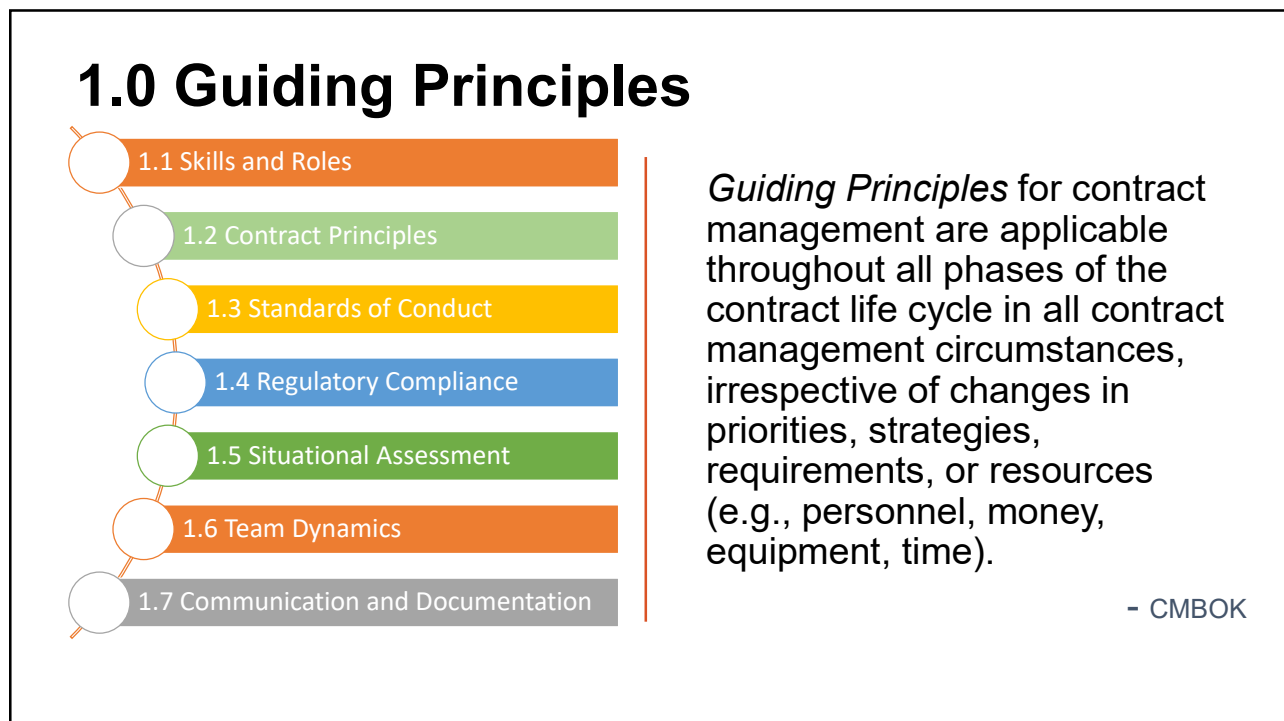 1.0 Guiding Principles
1.1 Skills and Roles
1.2 Contract Principles
1.3 Standards of Conduct
1.4 Regulatory Compliance
1.5 Situational Assessment
1.6 Team Dynamics
1.7 Communication and Documentation
Guiding Principles for contract
management are applicable
throughout all phases of the
contract life cycle in all contract
management circumstances,
irrespective of changes in
priorities, strategies,
requirements, or resources
(e.g., personnel, money,
equipment, time).
- CMBOK